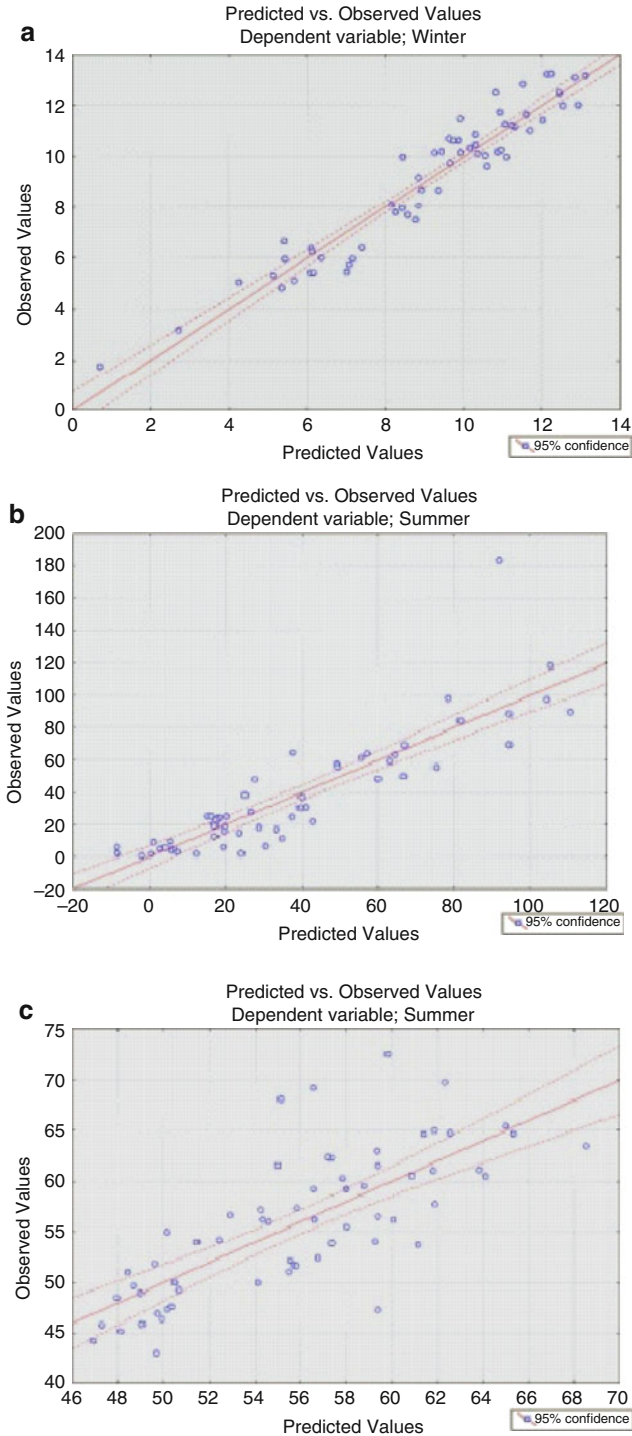 a
Predicted vs. Observed Values
Dependent variable; Winter
14
12
10
8
6
4
2
0
Observed Values
0 2 4 6 8 10 12 14
Predicted Values
95% confidence
b
Predicted vs. Observed Values
Dependent variable; Summer
200
180
160
140
120
100
80
60
40
20
0
–20
Observed Values
–20 0 20 40 60 80 100 120
Predicted Values
95% confidence
c
Predicted vs. Observed Values
Dependent variable; Summer
75
70
65
60
55
50
45
40
Observed Values
46 48 50 52 54 56 58 60 62 64 66 68 70
Predicted Values
95% confidence